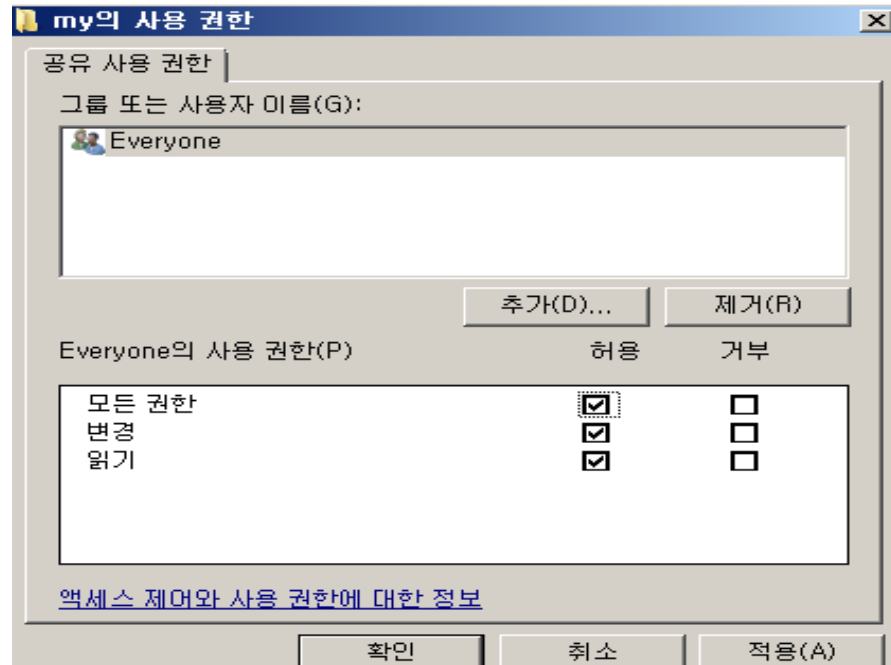 my의 사용 권한
공유 사용 권한
그룹 또는 사용자 이름(G):
Everyone
추가(D)... 제거(R)
Everyone의 사용 권한(P) 허용 거부
모든 권한
변경
읽기
액세스 제어와 사용 권한에 대한 정보
확인 취소 적용(A)